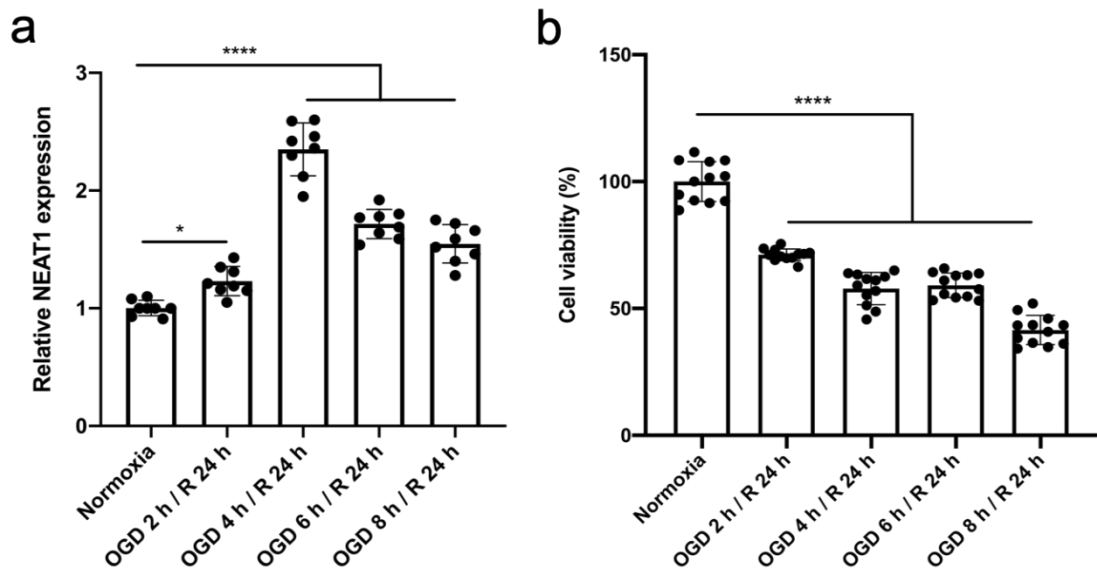 a
Relative NEAT1 expression
3
2
1
0
****
*
Normoxia
OGD 2 h / R 24 h
OGD 4 h / R 24 h
OGD 6 h / R 24 h
OGD 8 h / R 24 h
b
Cell viability (%)
150
100
50
0
****
Normoxia
OGD 2 h / R 24 h
OGD 4 h / R 24 h
OGD 6 h / R 24 h
OGD 8 h / R 24 h